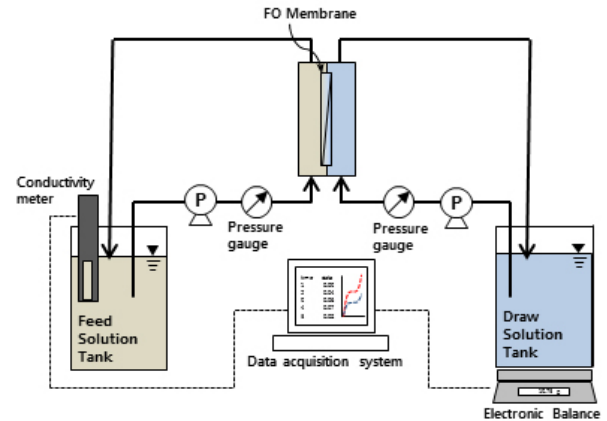 FO Membrane
Conductivity
meter
P
Pressure
gauge
Pressure
gauge
P
Feed
Solution
Tank
Data acquisition system
Draw
Solution
Tank
Electronic Balance